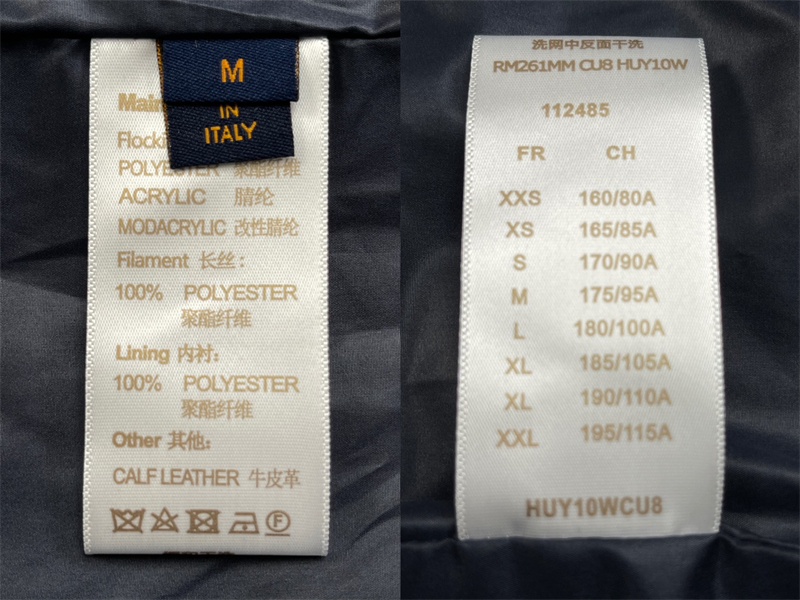 M
IN
ITALY
Main
Flocki
POLYESTER 聚酯纤维
ACRYLIC 腈纶
MODACRYLIC 改性腈纶
Filament 长丝:
100% POLYESTER
聚酯纤维
Lining 内衬:
100% POLYESTER
聚酯纤维
Other 其他:
CALF LEATHER 牛皮革
P
洗网中反面干洗
RM261MM CU8 HUY10W
112485
FR CH
XXS 160/80A
XS 165/85A
S 170/90A
M 175/95A
L 180/100A
XL 185/105A
XL 190/110A
XXL 195/115A
HUY10WCU8